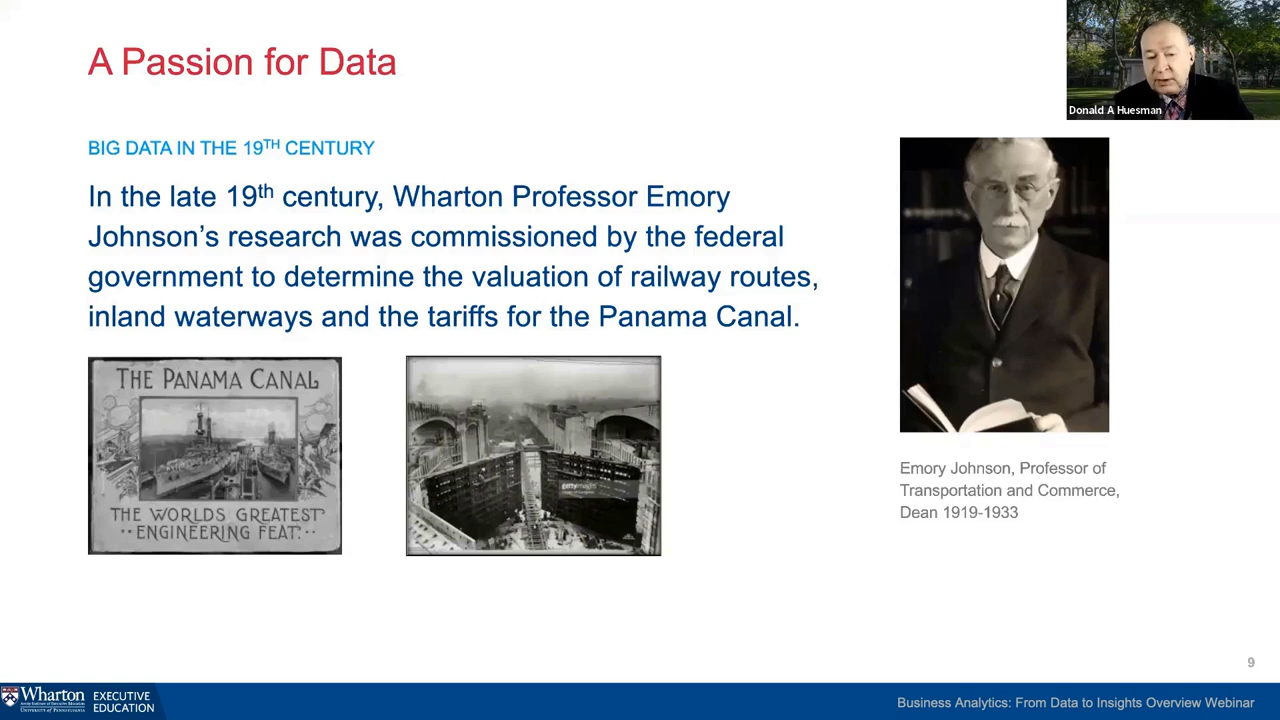 A Passion for Data
Donald A Huesman
BIG DATA IN THE 19TH CENTURY
In the late 19th century, Wharton Professor Emory
Johnson’s research was commissioned by the federal
government to determine the valuation of railway routes,
inland waterways and the tariffs for the Panama Canal.
THE PANAMA CANAL
THE WORLDS GREATEST
ENGINEERING FEAT
gettyimages
Emory Johnson, Professor of
Transportation and Commerce,
Dean 1919-1933
9
Wharton
UNIVERSITY OF PENNSYLVANIA
EXECUTIVE
EDUCATION
Business Analytics: From Data to Insights Overview Webinar